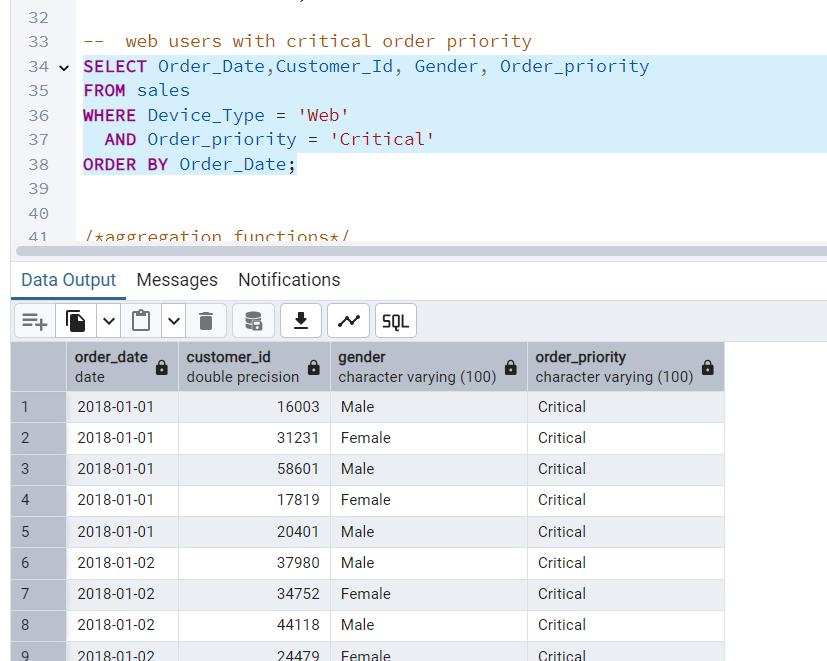 32
33 -- web users with critical order priority
34 SELECT Order_Date,Customer_Id, Gender, Order_priority
35 FROM sales
36 WHERE Device_Type = 'Web'
37 AND Order_priority = 'Critical'
38 ORDER BY Order_Date;
39
40
41 /*aggregation functions*/
Data Output Messages Notifications
SQL
order_date customer_id gender order_priority
date double precision character varying (100) character varying (100)
1 2018-01-01 16003 Male Critical
2 2018-01-01 31231 Female Critical
3 2018-01-01 58601 Male Critical
4 2018-01-01 17819 Female Critical
5 2018-01-01 20401 Male Critical
6 2018-01-02 37980 Male Critical
7 2018-01-02 34752 Female Critical
8 2018-01-02 44118 Male Critical
9 2018-01-02 24479 Female Critical